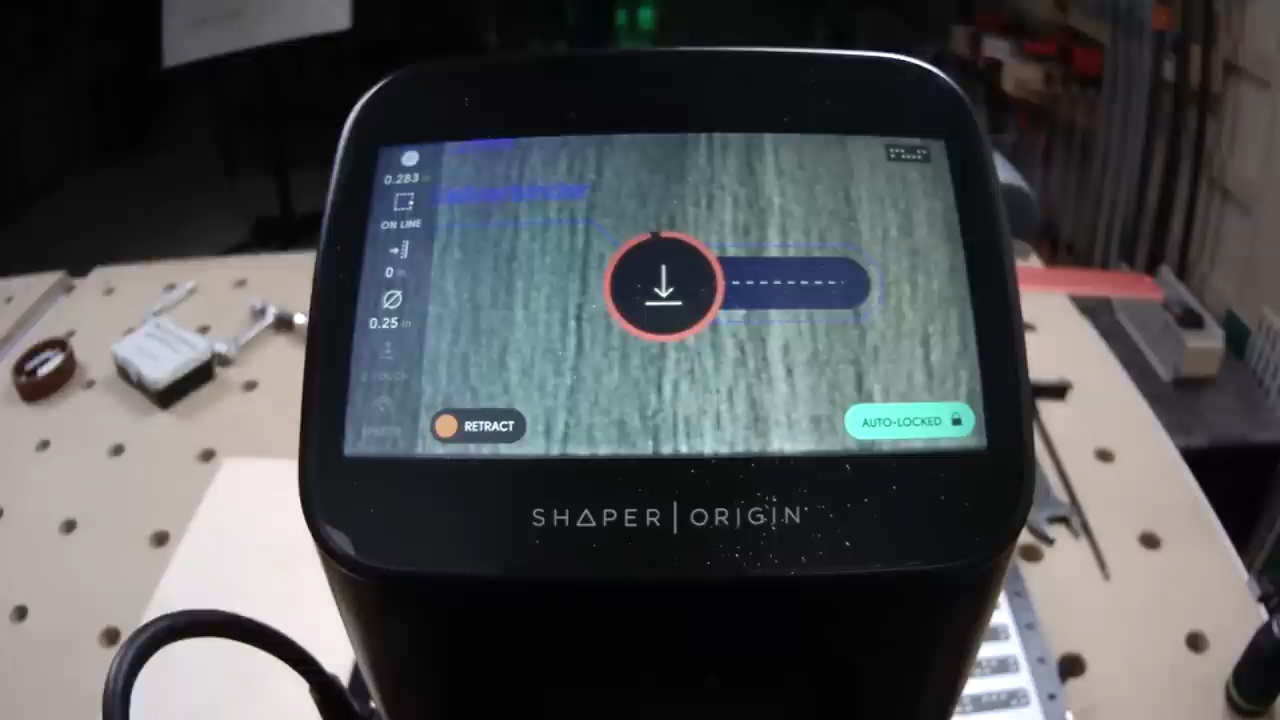 0.283 in
ON LINE
0 in
0.25 in
RETRACT
AUTO-LOCKED
SHAPER | ORIGIN